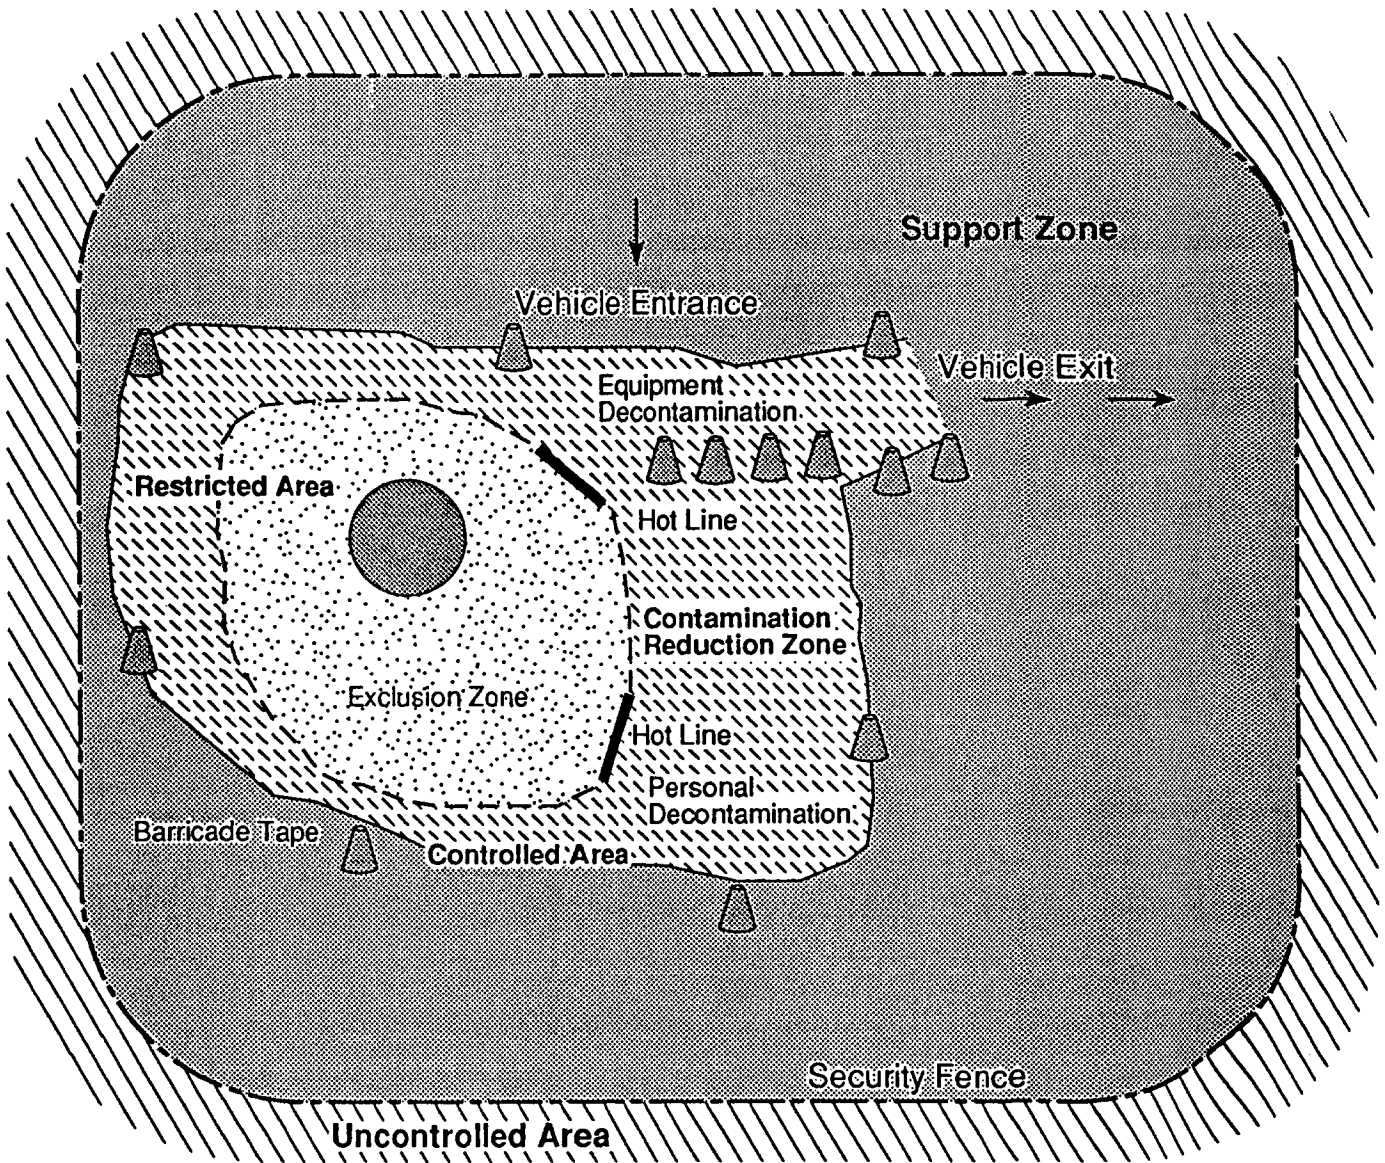 Support Zone
Vehicle Entrance
Vehicle Exit
Equipment
Decontamination
Restricted Area
Hot Line
Contamination
Reduction Zone
Exclusion Zone
Hot Line
Personal
Decontamination
Barricade Tape
Controlled Area
Security Fence
Uncontrolled Area